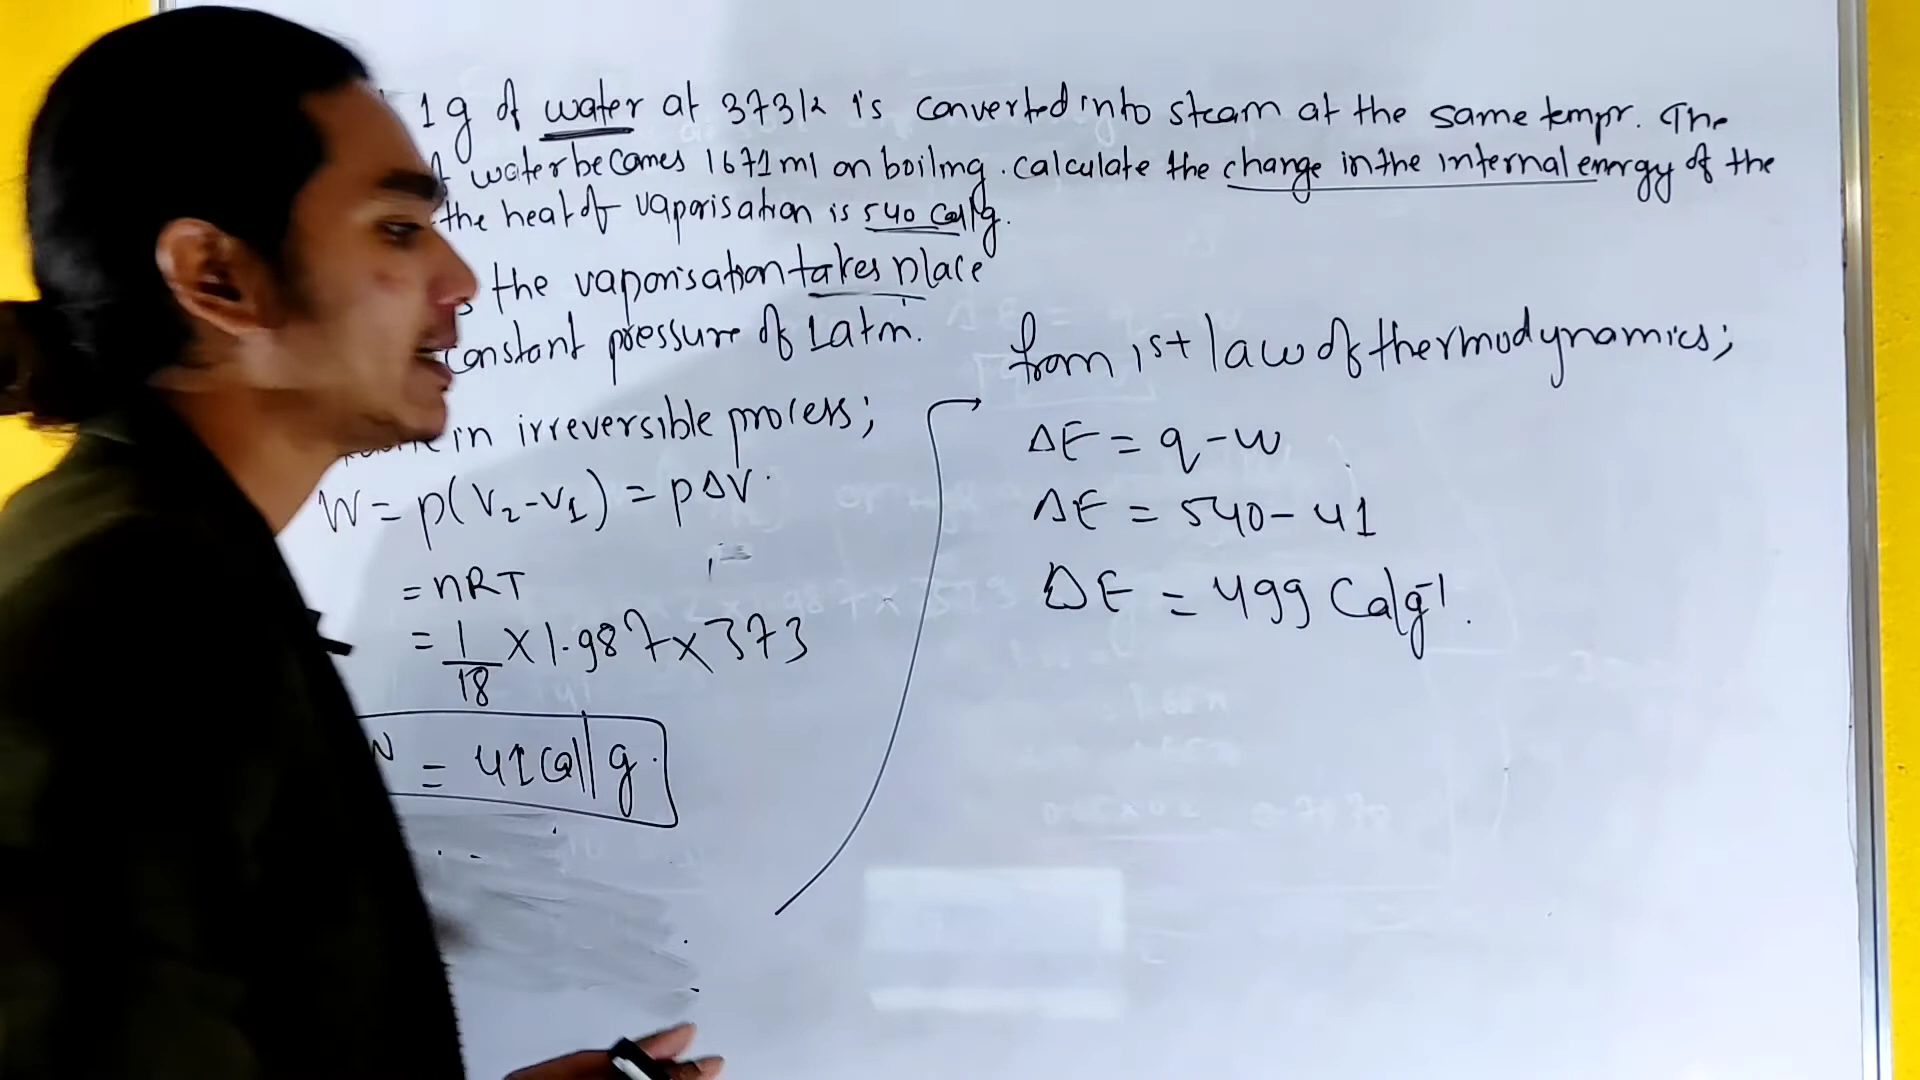 1g of water at 373k is converted into steam at the same tempr. The
water becomes 1671ml on boiling. calculate the change in the internal energy of the
the heat of vaporisation is 540 cal/g.
the vaporisation takes place
constant pressure of 1atm.
in irreversible process;
W = P(V₂-V₁) = PΔV.
= nRT
= 1/18 × 1.987 × 373
W = 41 cal/g.
from 1st law of thermodynamics;
ΔE = q - w
ΔE = 540 - 41
ΔE = 499 Cal g⁻¹.